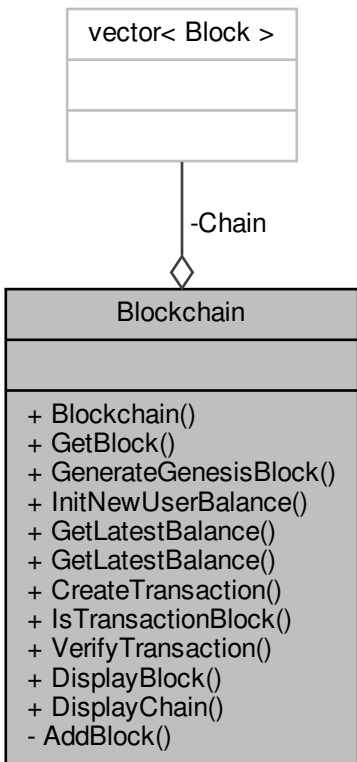 vector< Block >
-Chain
Blockchain
+ Blockchain()
+ GetBlock()
+ GenerateGenesisBlock()
+ InitNewUserBalance()
+ GetLatestBalance()
+ GetLatestBalance()
+ CreateTransaction()
+ IsTransactionBlock()
+ VerifyTransaction()
+ DisplayBlock()
+ DisplayChain()
- AddBlock()